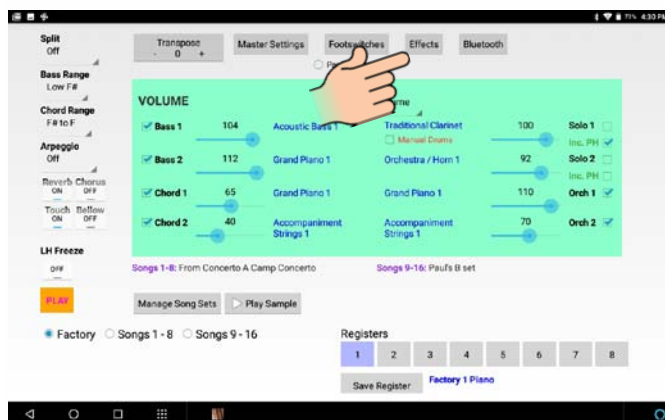 71% 4:30 PM
Split
Off
Transpose
- 0 +
Master Settings
Footswitches
Effects
Bluetooth
Bass Range
Low F#
Chord Range
F# to F
Arpeggio
Off
Reverb Chorus
ON OFF
Touch Bellow
ON OFF
LH Freeze
OFF
PLAY
VOLUME
Bass 1 104 Acoustic Bass 1 Traditional Clarinet 100 Solo 1
Manual Drums Inc. PH
Bass 2 112 Grand Piano 1 Orchestra / Horn 1 92 Solo 2
Inc. PH
Chord 1 65 Grand Piano 1 Grand Piano 1 110 Orch 1
Chord 2 40 Accompaniment Accompaniment 70 Orch 2
Strings 1 Strings 1
Songs 1-8: From Concerto A Camp Concerto Songs 9-16: Paul's B set
Manage Song Sets Play Sample
Factory Songs 1 - 8 Songs 9 - 16
Registers
1 2 3 4 5 6 7 8
Save Register Factory 1 Piano